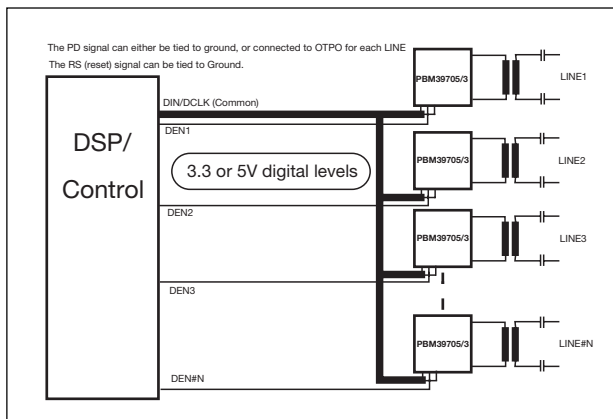 The PD signal can either be tied to ground, or connected to OTPO for each LINE
The RS (reset) signal can be tied to Ground.
PBM39705/3
LINE1
DIN/DCLK (Common)
DEN1
DSP/
Control
3.3 or 5V digital levels
PBM39705/3
LINE2
DEN2
PBM39705/3
LINE3
DEN3
PBM39705/3
LINE#N
DEN#N